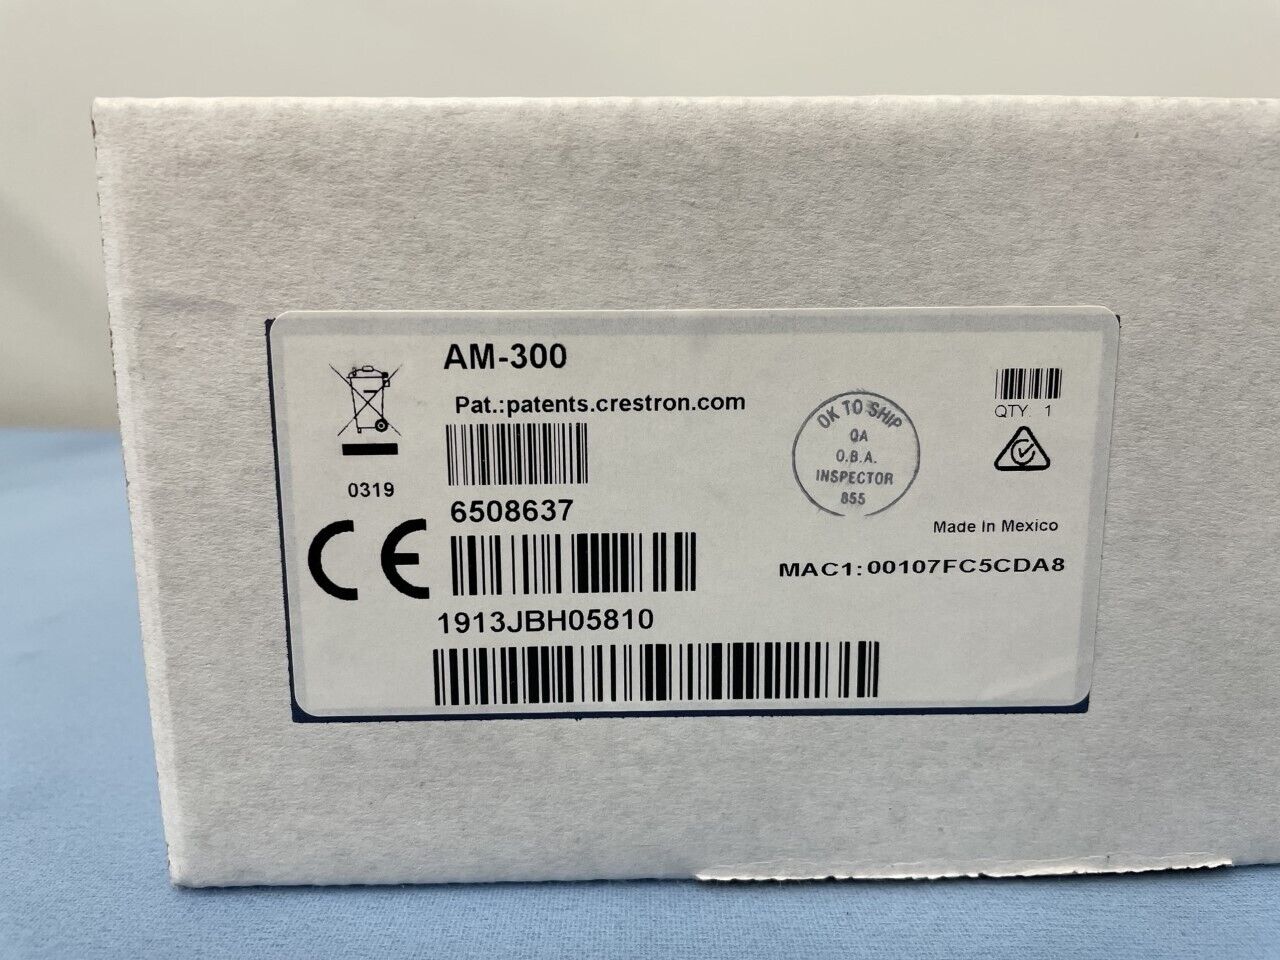 AM-300
Pat.:patents.crestron.com
0319
6508637
1913JBH05810
OK TO SHIP
QA
O.B.A.
INSPECTOR
855
QTY. 1
Made In Mexico
MAC1:00107FC5CDA8
CE